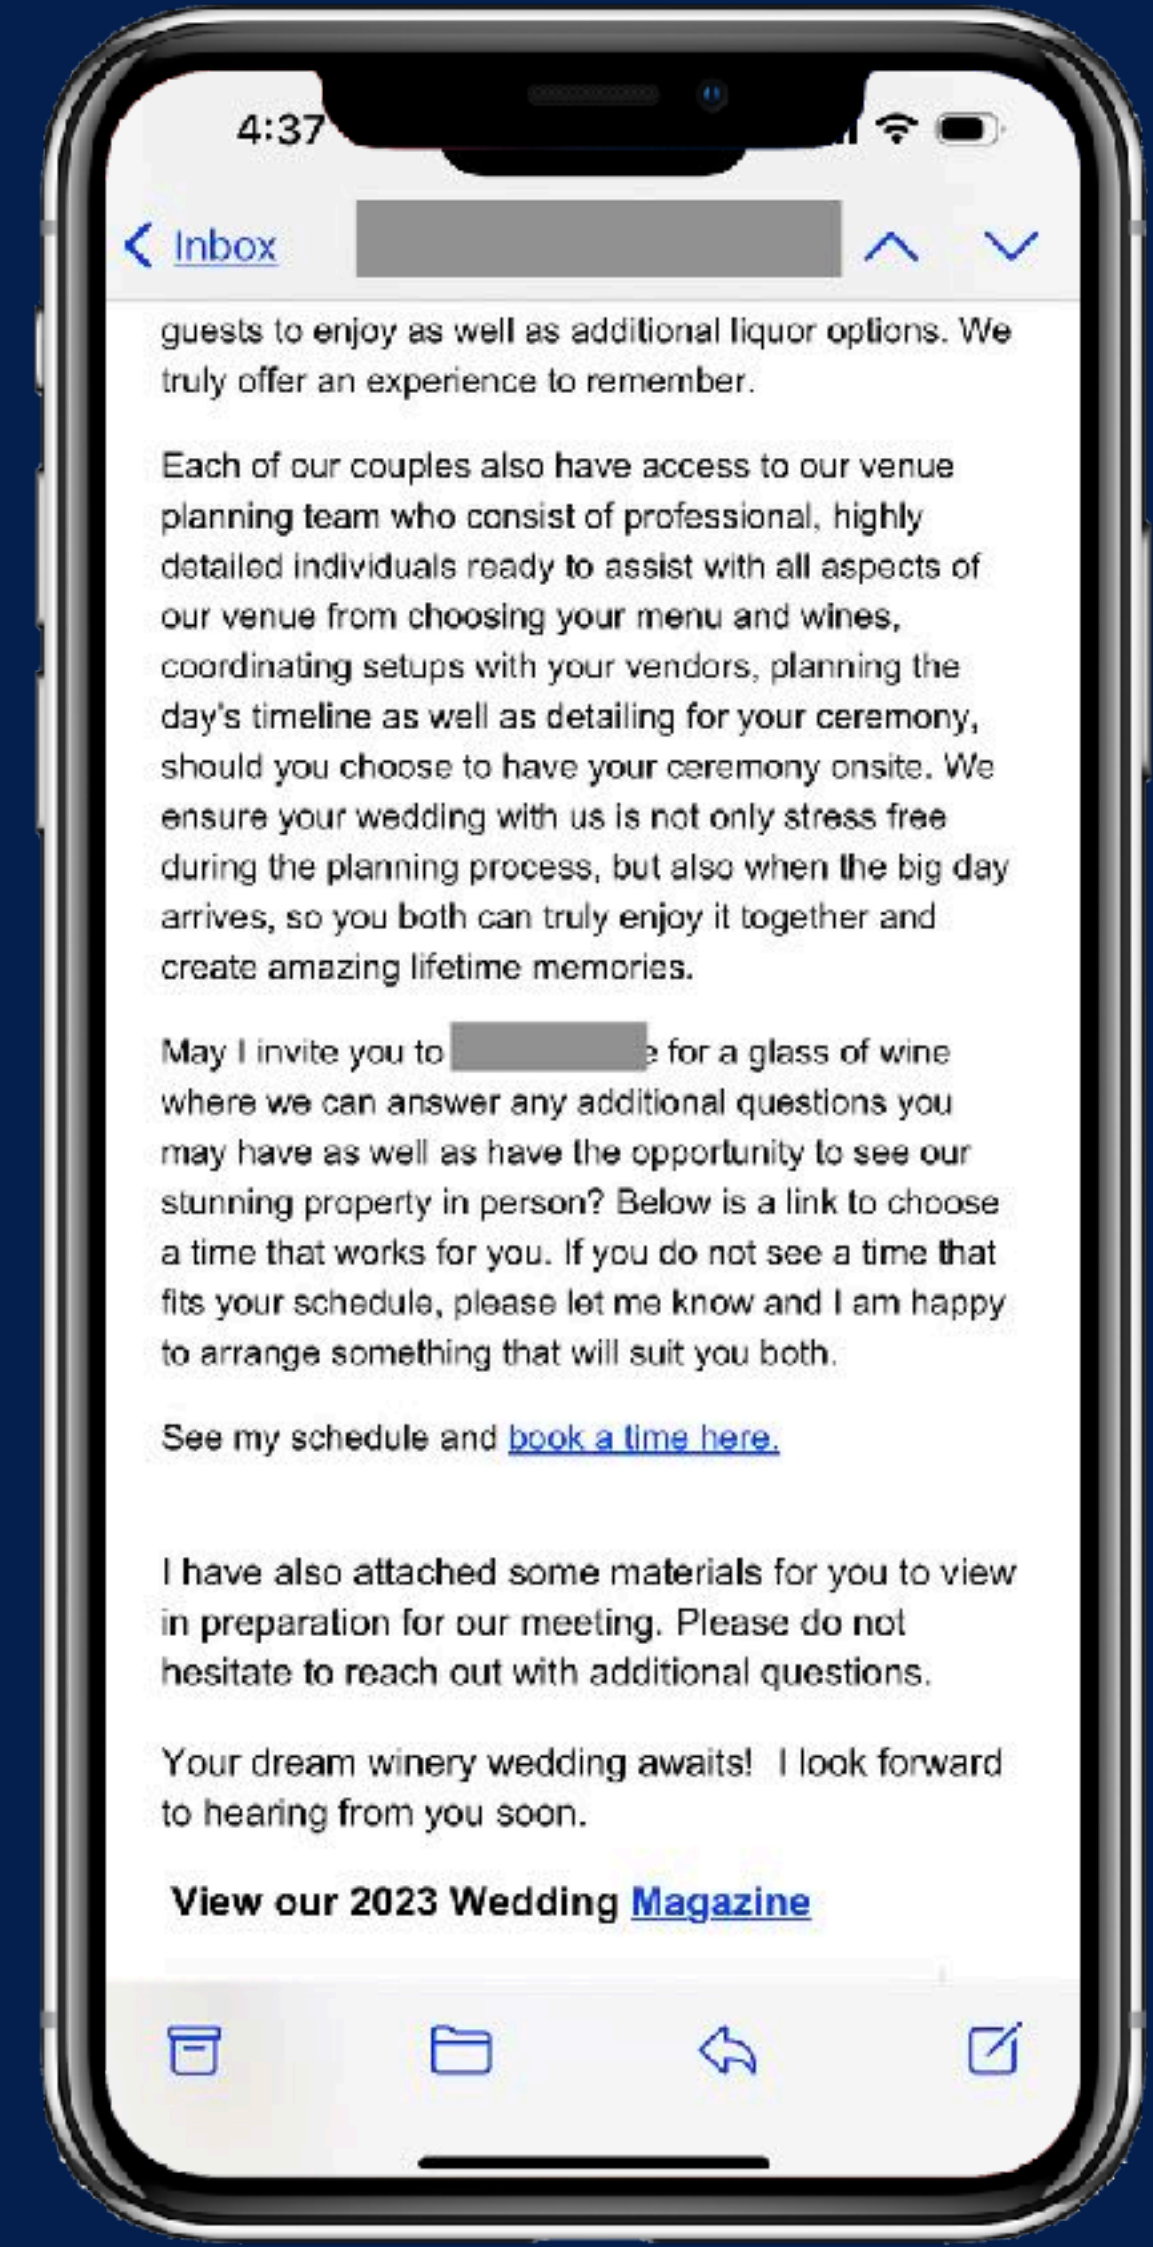 4:37
Inbox
guests to enjoy as well as additional liquor options. We
truly offer an experience to remember.
Each of our couples also have access to our venue
planning team who consist of professional, highly
detailed individuals ready to assist with all aspects of
our venue from choosing your menu and wines,
coordinating setups with your vendors, planning the
day's timeline as well as detailing for your ceremony,
should you choose to have your ceremony onsite. We
ensure your wedding with us is not only stress free
during the planning process, but also when the big day
arrives, so you both can truly enjoy it together and
create amazing lifetime memories.
May I invite you to for a glass of wine
where we can answer any additional questions you
may have as well as have the opportunity to see our
stunning property in person? Below is a link to choose
a time that works for you. If you do not see a time that
fits your schedule, please let me know and I am happy
to arrange something that will suit you both.
See my schedule and book a time here.
I have also attached some materials for you to view
in preparation for our meeting. Please do not
hesitate to reach out with additional questions.
Your dream winery wedding awaits!  I look forward
to hearing from you soon.
View our 2023 Wedding Magazine